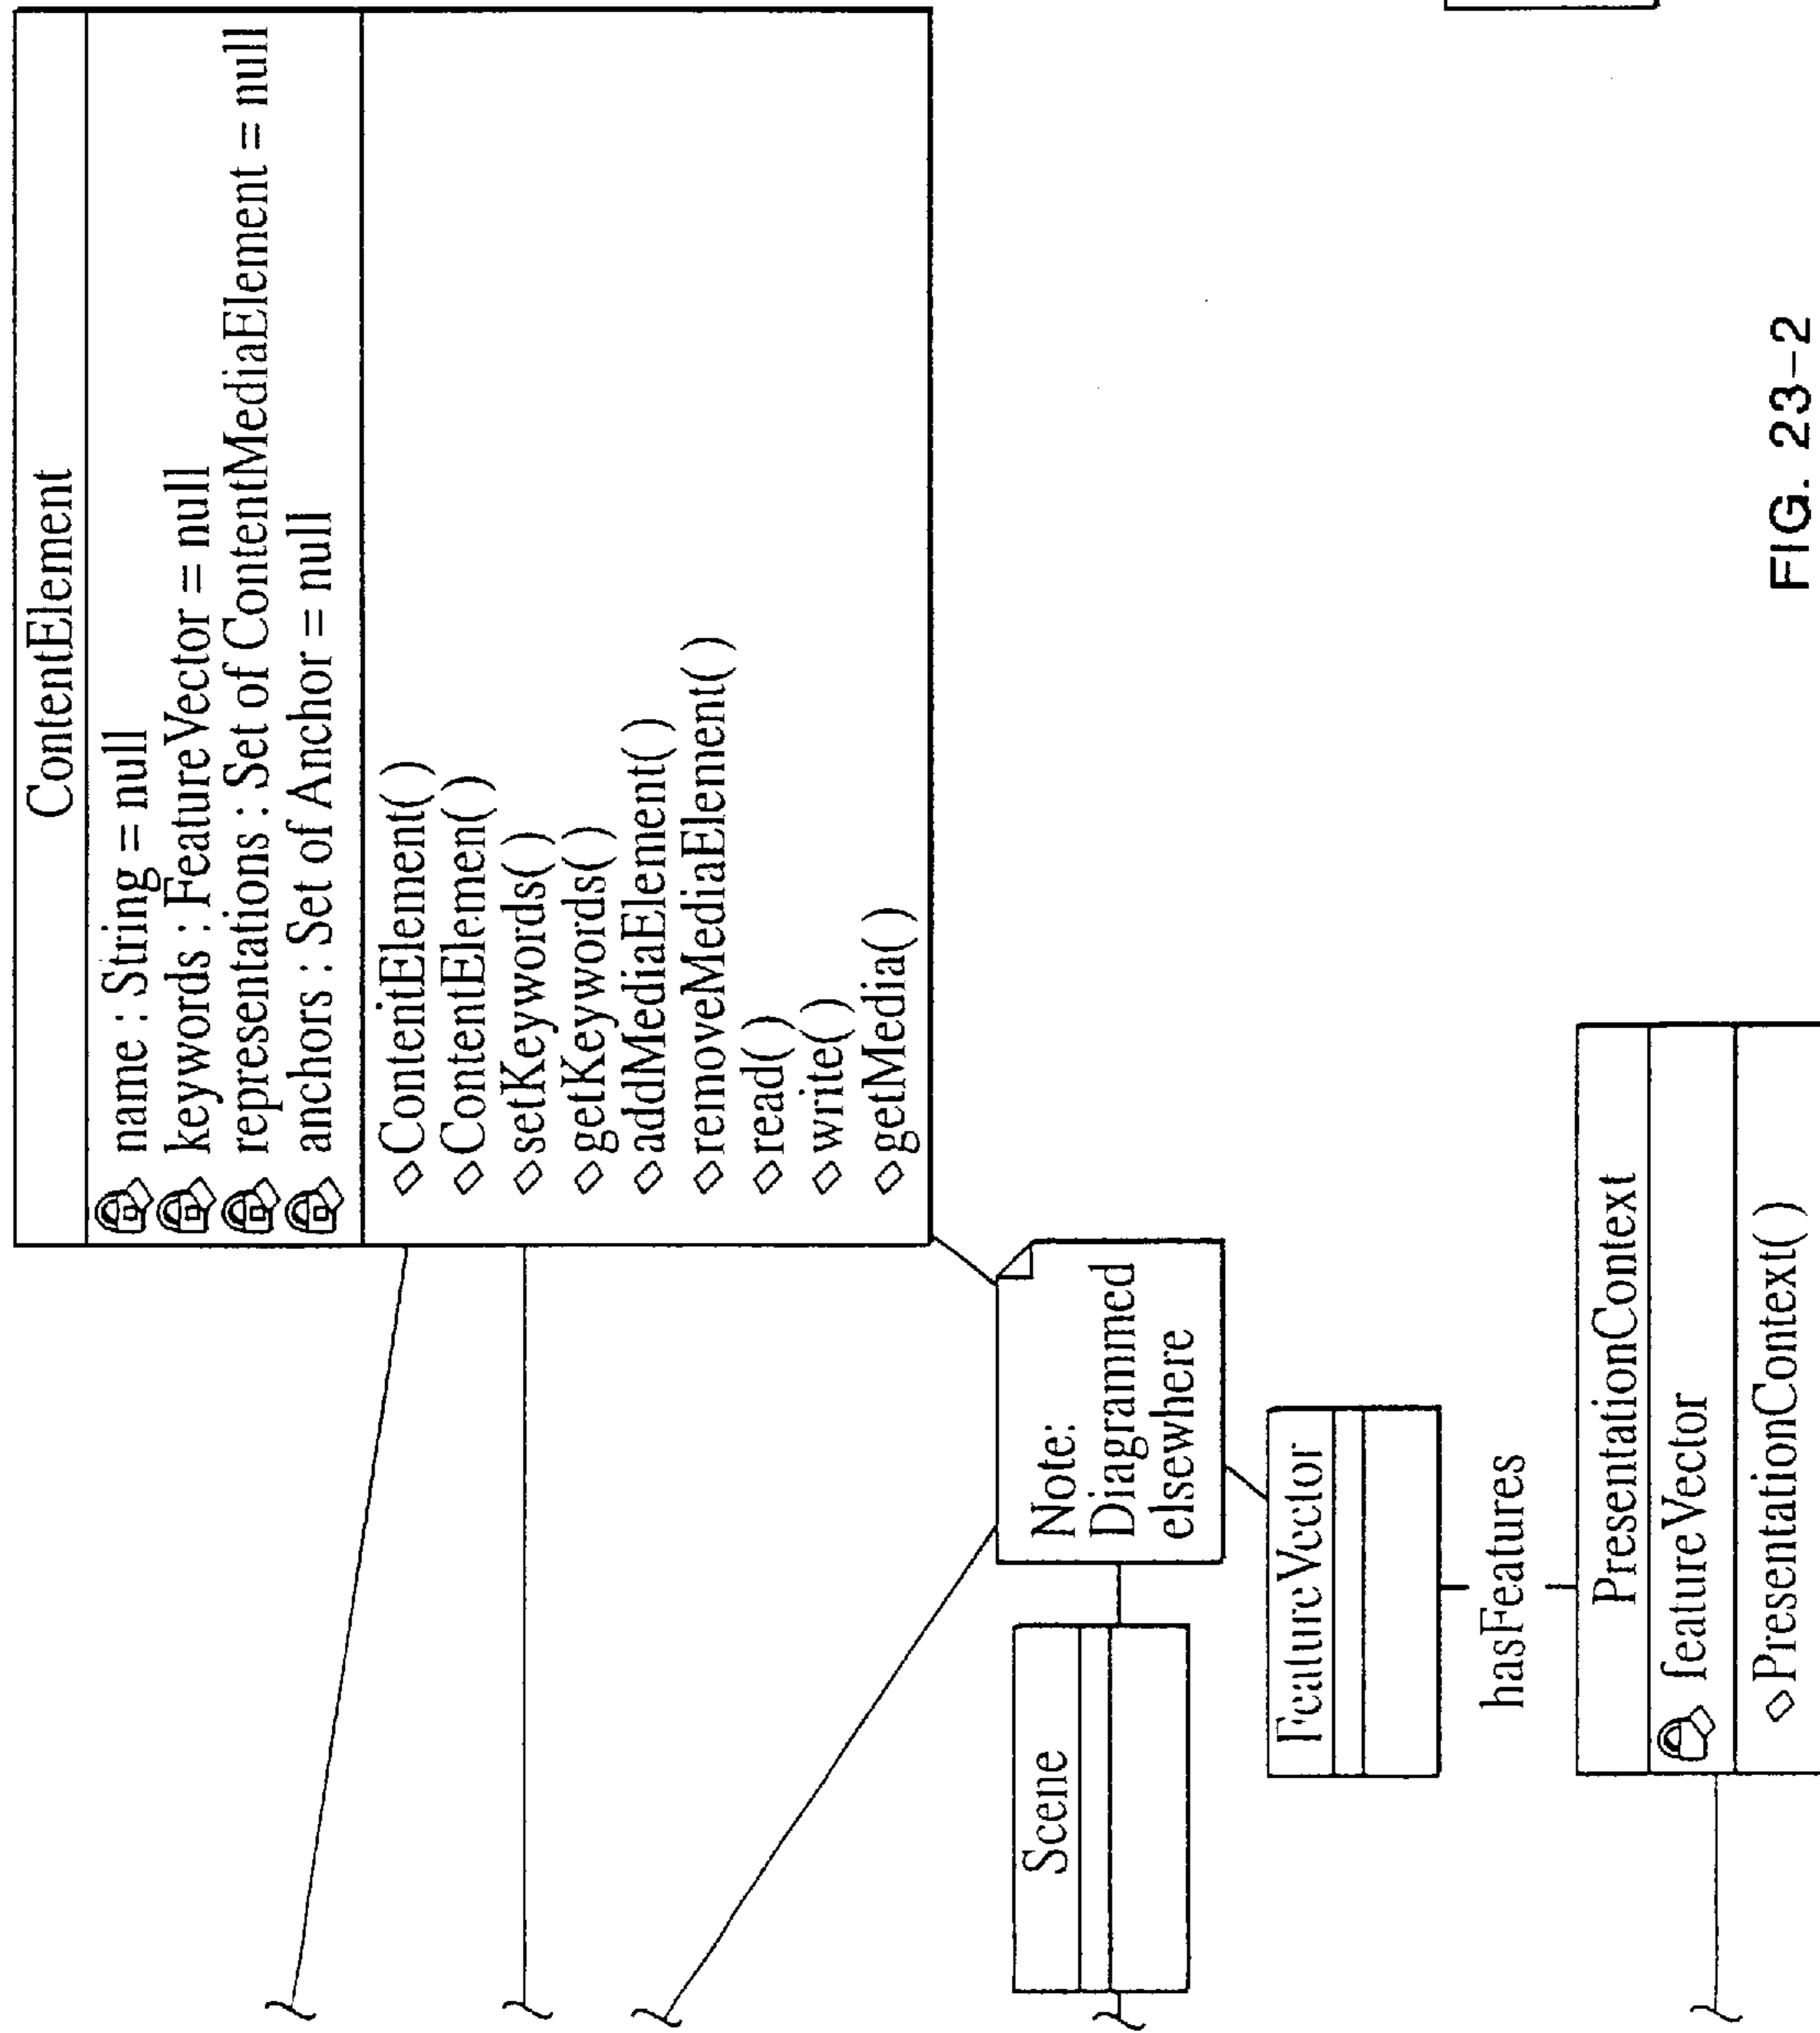 ContentElement
name : String = null
keywords : FeatureVector = null
representations : Set of ContentMediaElement = null
anchors : Set of Anchor = null
ContenitElement( )
ContentElemen( )
setKeywords( )
getKeywords( )
addMediaElement( )
removeMediaElement( )
read( )
write( )
getMedia( )
Note:
Diagrammed
elsewhere
Scene
FeatureVector
hasFeatures
PresentationContext
featureVector
PresentationContext( )
FIG. 23-2